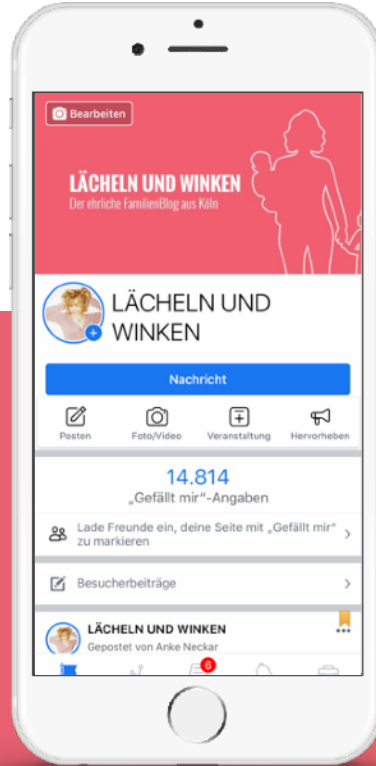 Bearbeiten
LÄCHELN UND WINKEN
Der ehrliche FamilienBlog aus Köln
LÄCHELN UND
WINKEN
Nachricht
Posten Foto/Video Veranstaltung Hervorheben
14.814
„Gefällt mir“-Angaben
Lade Freunde ein, deine Seite mit „Gefällt mir“
zu markieren
Besucherbeiträge
LÄCHELN UND WINKEN
Gepostet von Anke Neckar
6